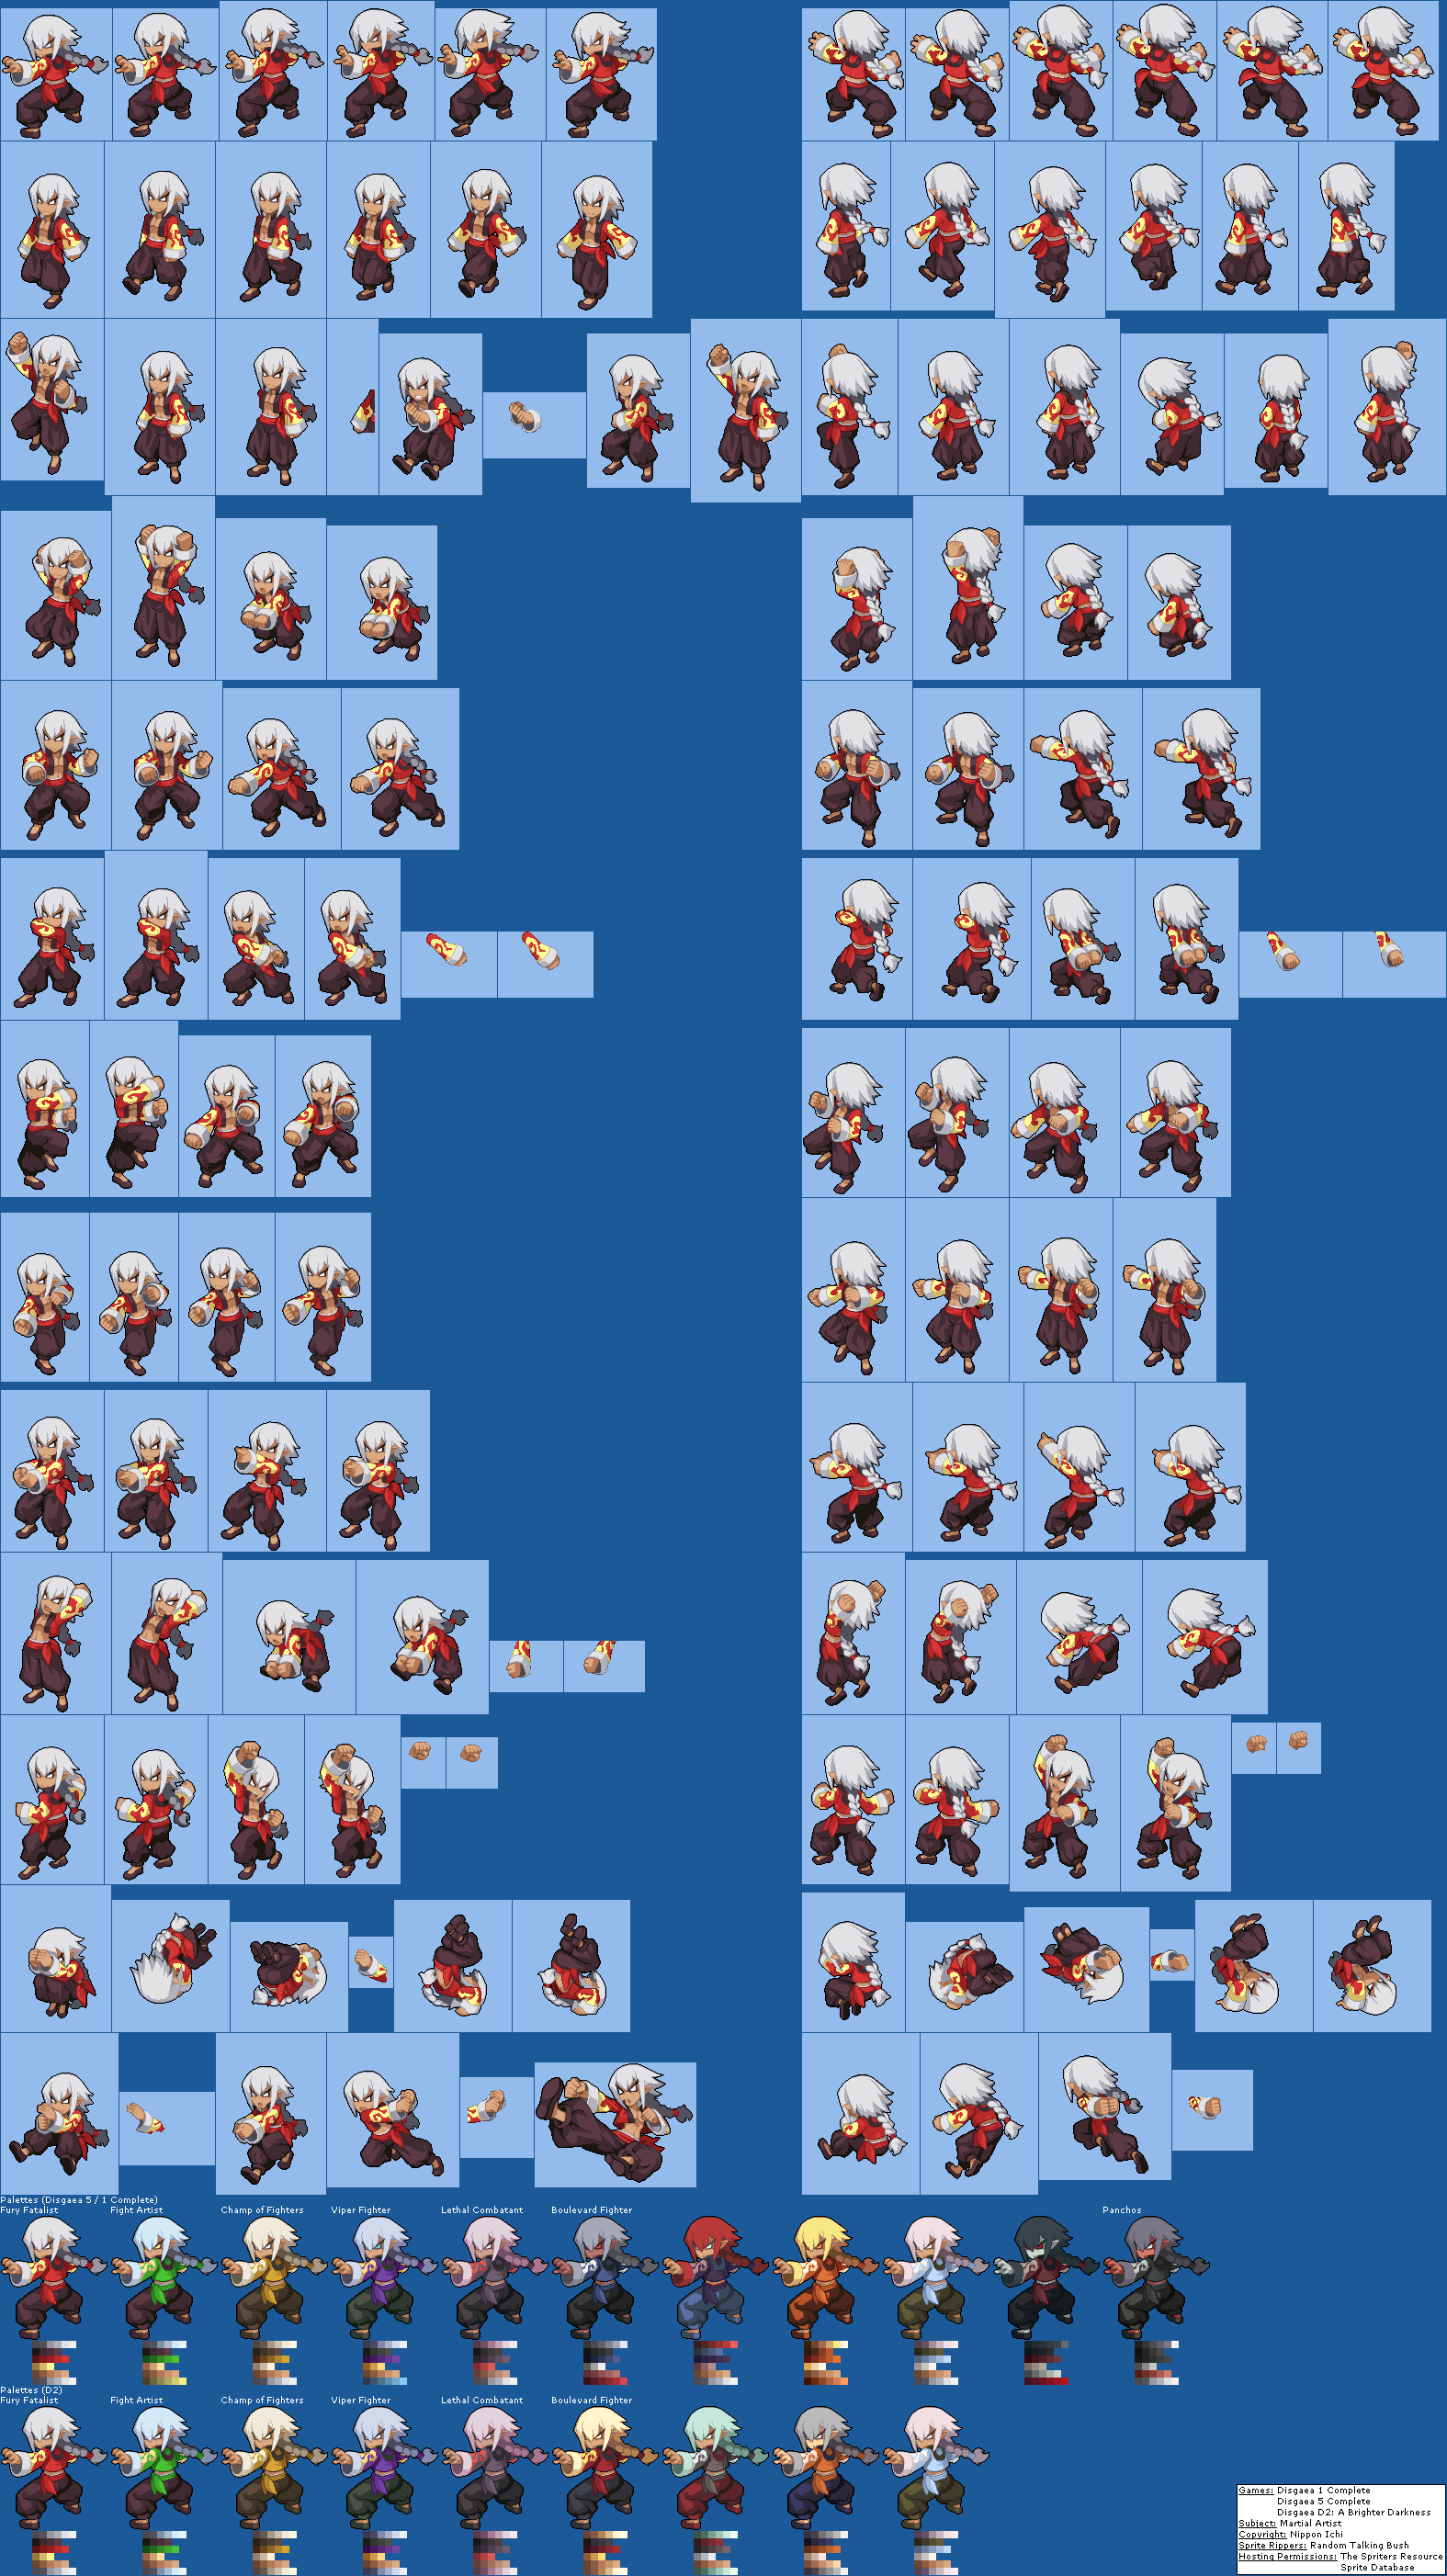 Palettes (Disgaea 5 / 1 Complete)
Fury Fatalist Fight Artist Champ of Fighters Viper Fighter Lethal Combatant Boulevard Fighter Panchos
Palettes (D2)
Fury Fatalist Fight Artist Champ of Fighters Viper Fighter Lethal Combatant Boulevard Fighter
Games: Disgaea 1 Complete
Disgaea 5 Complete
Disgaea D2: A Brighter Darkness
Subject: Martial Artist
Copyright: Nippon Ichi
Sprite Rippers: Random Talking Bush
Hosting Permissions: The Spriters Resource
Sprite Database